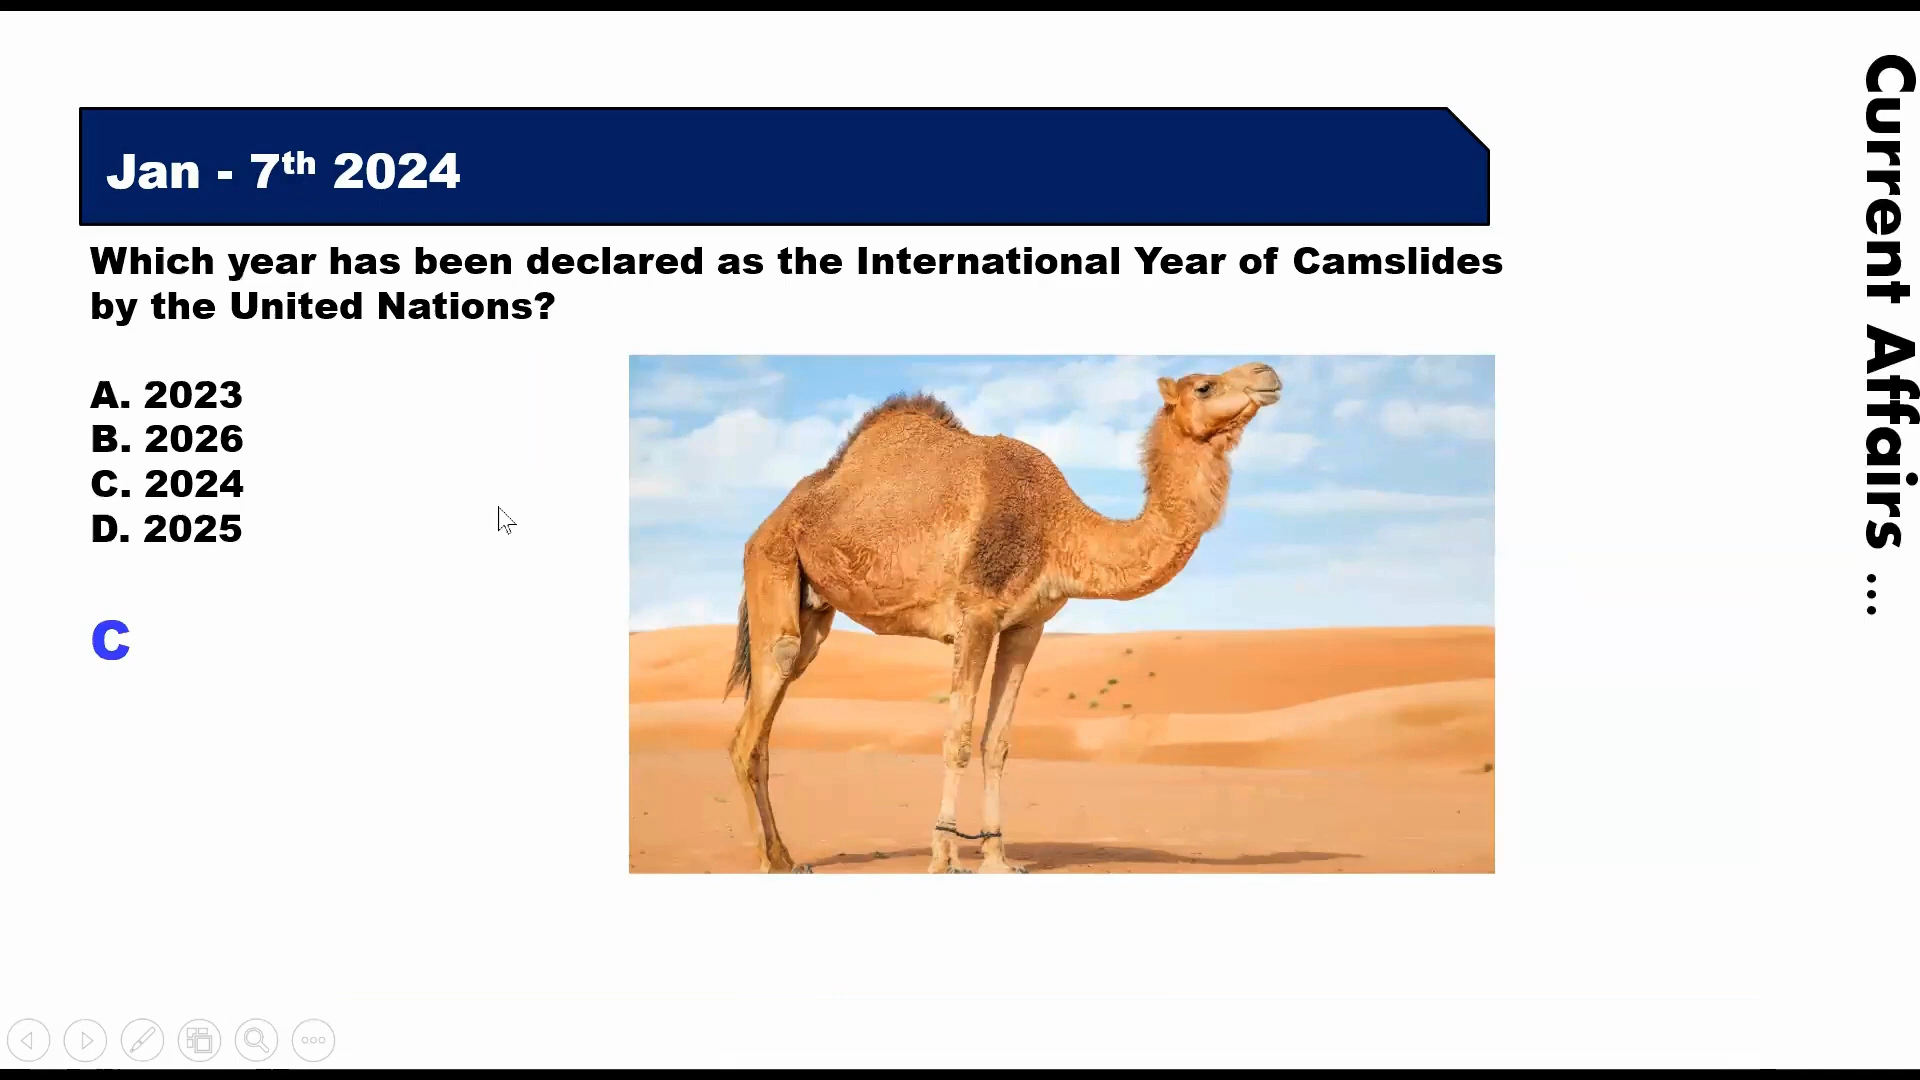 Jan - 7th 2024
Which year has been declared as the International Year of Camslides
by the United Nations?
A. 2023
B. 2026
C. 2024
D. 2025
C
Current Affairs ...